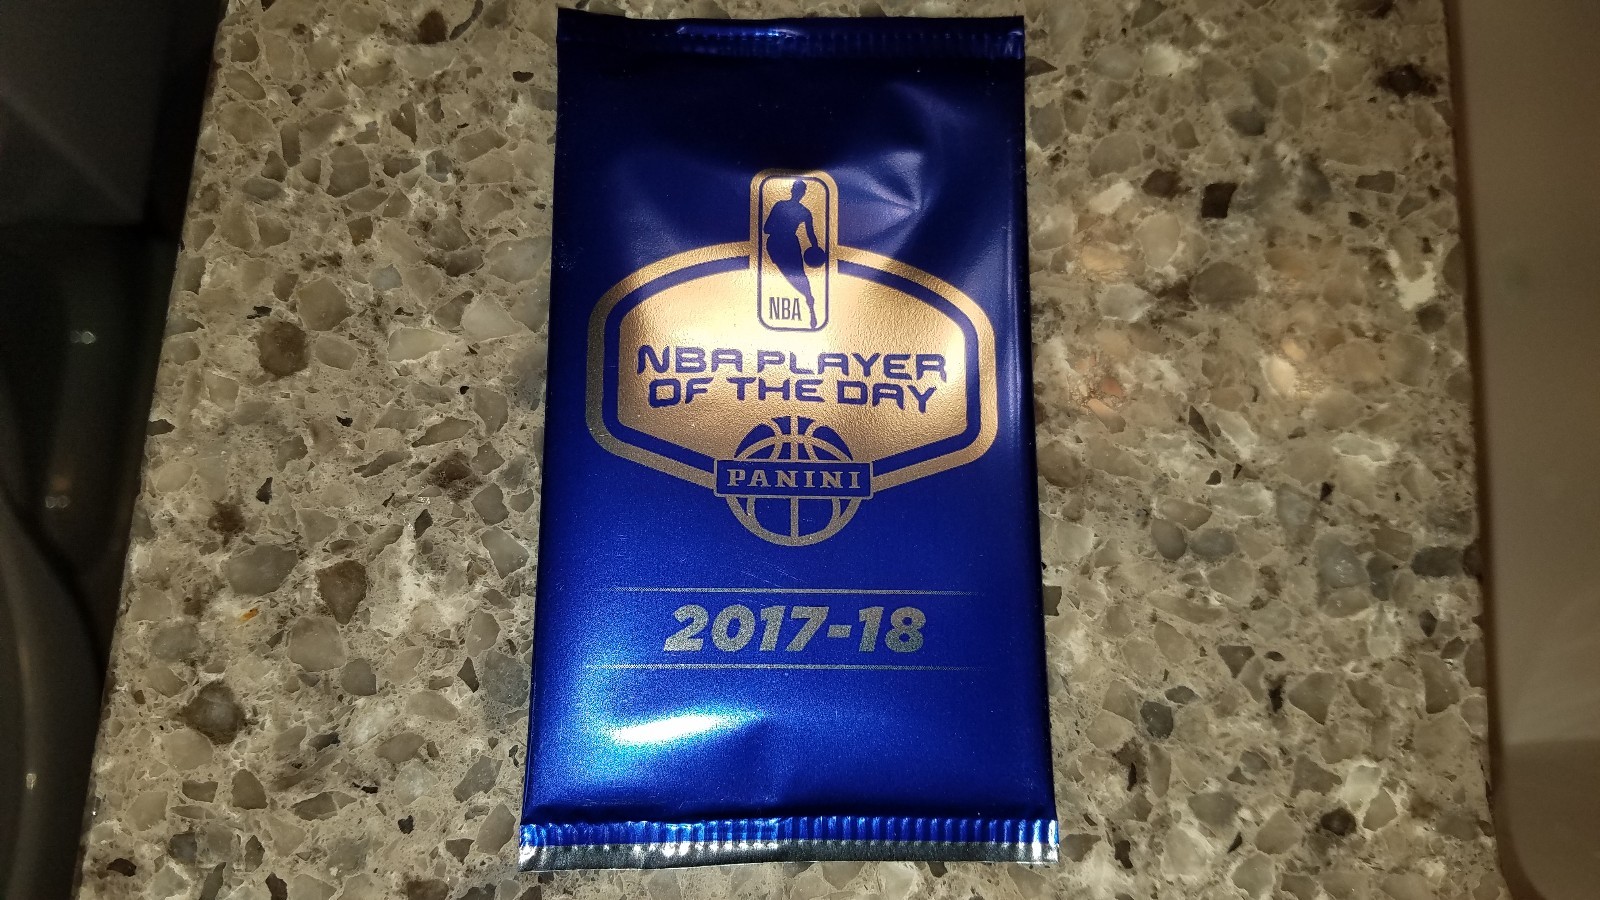 NBA
NBA PLAYER
OF THE DAY
PANINI
2017-18